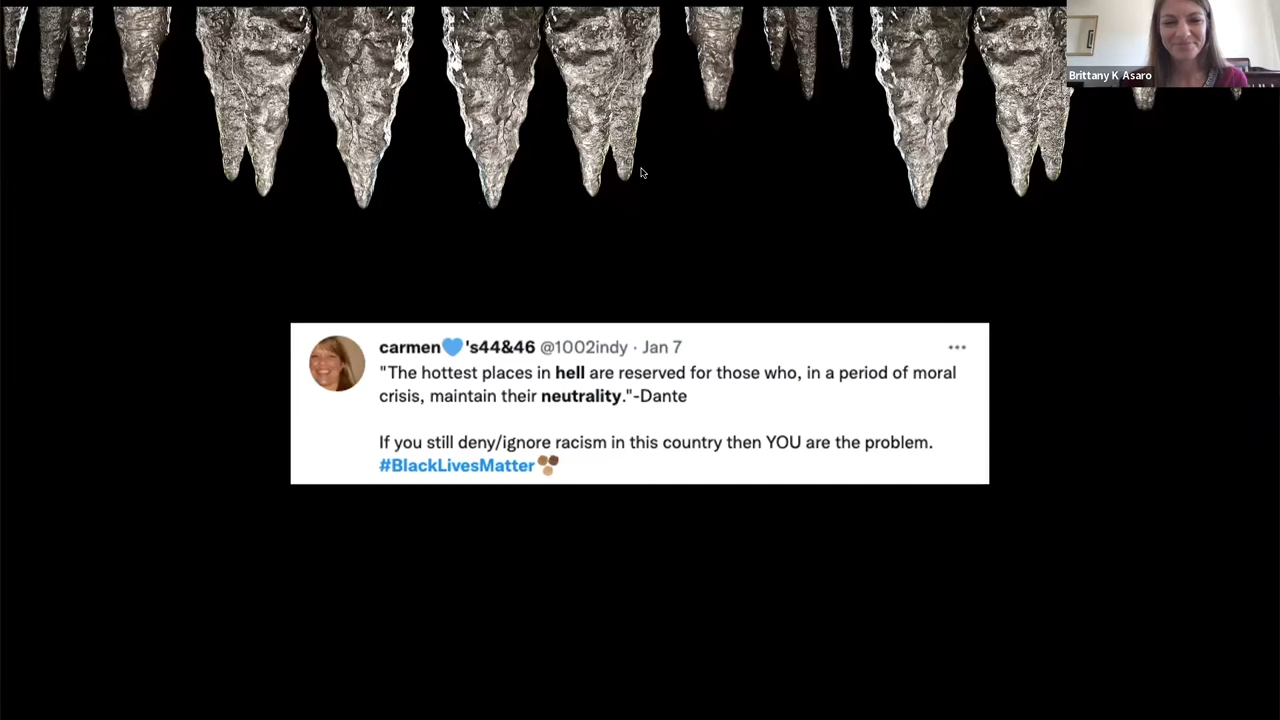 Brittany K Asaro
carmen💙's44&46 @1002indy · Jan 7
"The hottest places in hell are reserved for those who, in a period of moral
crisis, maintain their neutrality."-Dante
If you still deny/ignore racism in this country then YOU are the problem.
#BlackLivesMatter